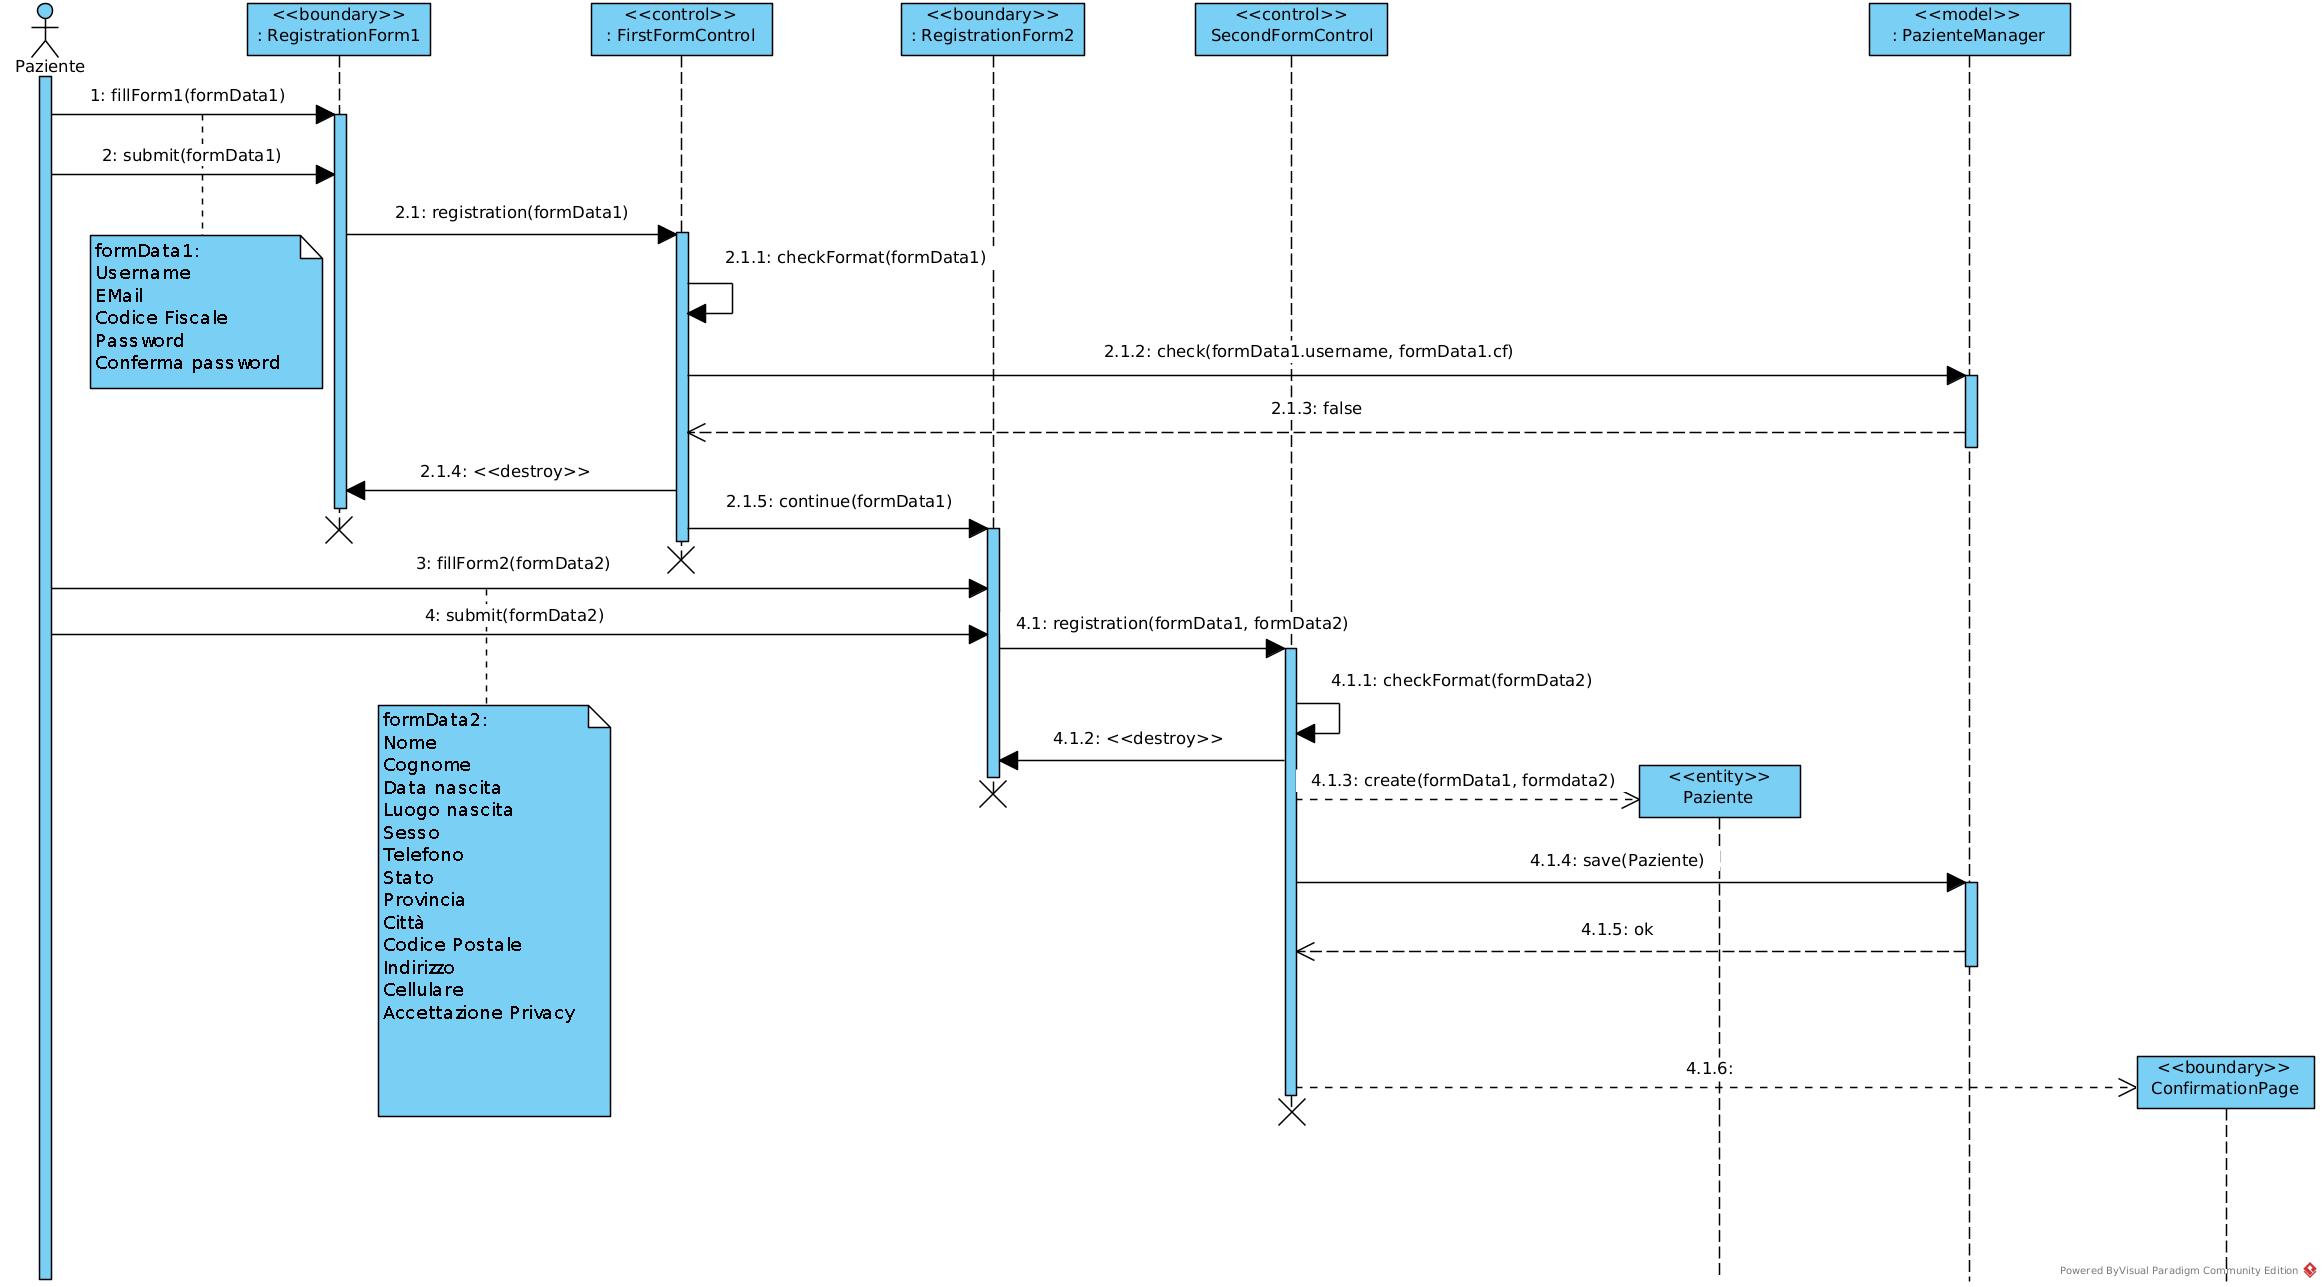 <<boundary>>
: RegistrationForm1
<<control>>
: FirstFormControl
<<boundary>>
: RegistrationForm2
<<control>>
SecondFormControl
<<model>>
: PazienteManager
Paziente
1: fillForm1(formData1)
2: submit(formData1)
2.1: registration(formData1)
formData1:
Username
EMail
Codice Fiscale
Password
Conferma password
2.1.1: checkFormat(formData1)
2.1.2: check(formData1.username, formData1.cf)
2.1.3: false
2.1.4: <<destroy>>
2.1.5: continue(formData1)
3: fillForm2(formData2)
4: submit(formData2)
4.1: registration(formData1, formData2)
4.1.1: checkFormat(formData2)
formData2:
Nome
Cognome
Data nascita
Luogo nascita
Sesso
Telefono
Stato
Provincia
Città
Codice Postale
Indirizzo
Cellulare
Accettazione Privacy
4.1.2: <<destroy>>
4.1.3: create(formData1, formdata2)
<<entity>>
Paziente
4.1.4: save(Paziente)
4.1.5: ok
4.1.6:
<<boundary>>
ConfirmationPage
Powered ByVisual Paradigm Community Edition